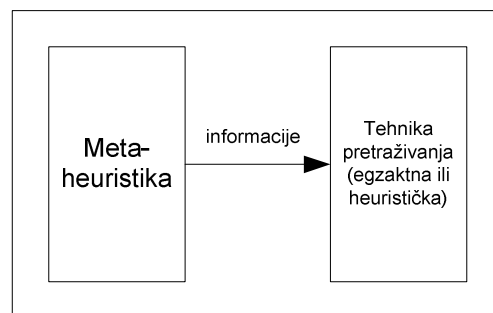 Meta-
heuristika
informacije
Tehnika
pretraživanja
(egzaktna ili
heuristička)